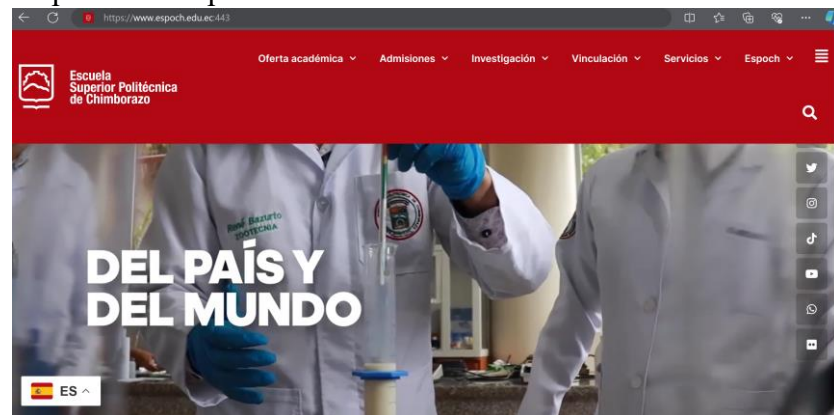 https://www.espoch.edu.ec:443
Oferta académica
Admisiones
Investigación
Vinculación
Servicios
Espoch
Escuela
Superior Politécnica
de Chimborazo
René Bazurto
ZOOTECNIA
DEL PAÍS Y
DEL MUNDO
ES